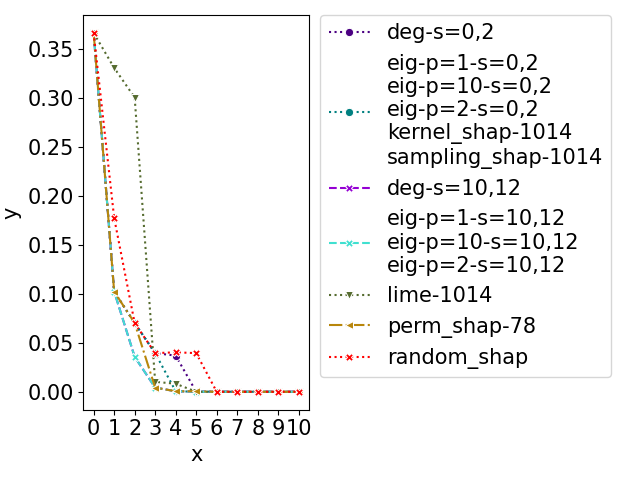 0.35
0.30
0.25
0.20
0.15
0.10
0.05
0.00
y
0 1 2 3 4 5 6 7 8 9 10
x
deg-s=0,2
eig-p=1-s=0,2
eig-p=10-s=0,2
eig-p=2-s=0,2
kernel_shap-1014
sampling_shap-1014
deg-s=10,12
eig-p=1-s=10,12
eig-p=10-s=10,12
eig-p=2-s=10,12
lime-1014
perm_shap-78
random_shap